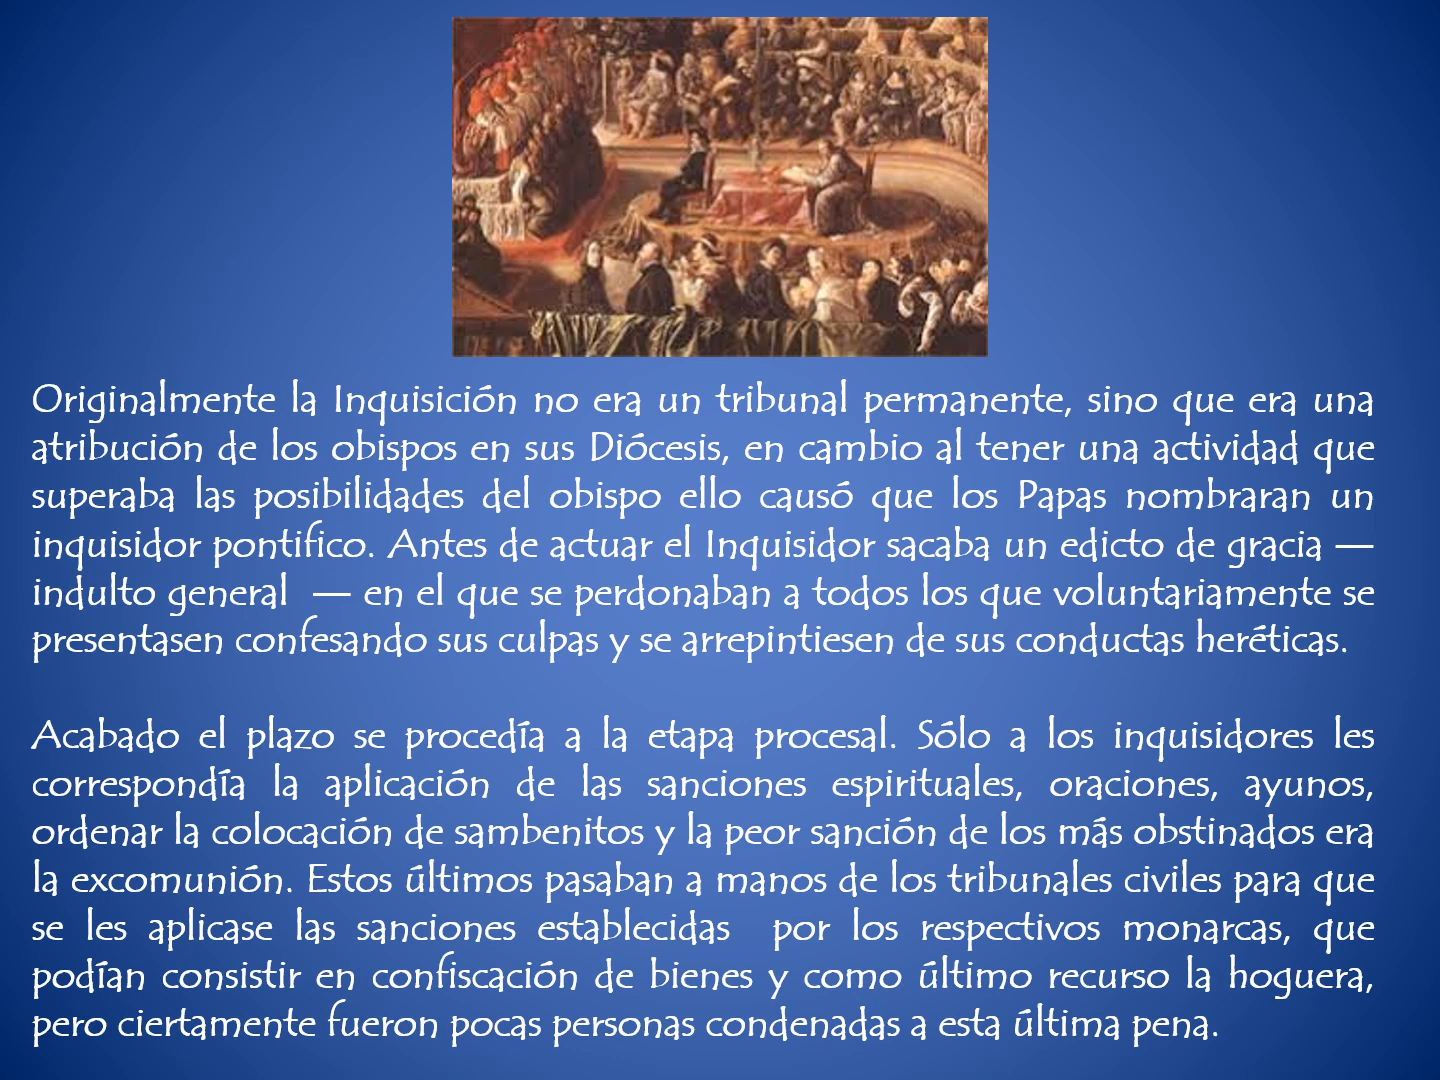 Originalmente la Inquisición no era un tribunal permanente, sino que era una
atribución de los obispos en sus Diócesis, en cambio al tener una actividad que
superaba las posibilidades del obispo ello causó que los Papas nombraran un
inquisidor pontifico. Antes de actuar el Inquisidor sacaba un edicto de gracia —
indulto general — en el que se perdonaban a todos los que voluntariamente se
presentasen confesando sus culpas y se arrepintiesen de sus conductas heréticas.
Acabado el plazo se procedía a la etapa procesal. Sólo a los inquisidores les
correspondía la aplicación de las sanciones espirituales, oraciones, ayunos,
ordenar la colocación de sambenitos y la peor sanción de los más obstinados era
la excomunión. Estos últimos pasaban a manos de los tribunales civiles para que
se les aplicase las sanciones establecidas por los respectivos monarcas, que
podían consistir en confiscación de bienes y como último recurso la hoguera,
pero ciertamente fueron pocas personas condenadas a esta última pena.